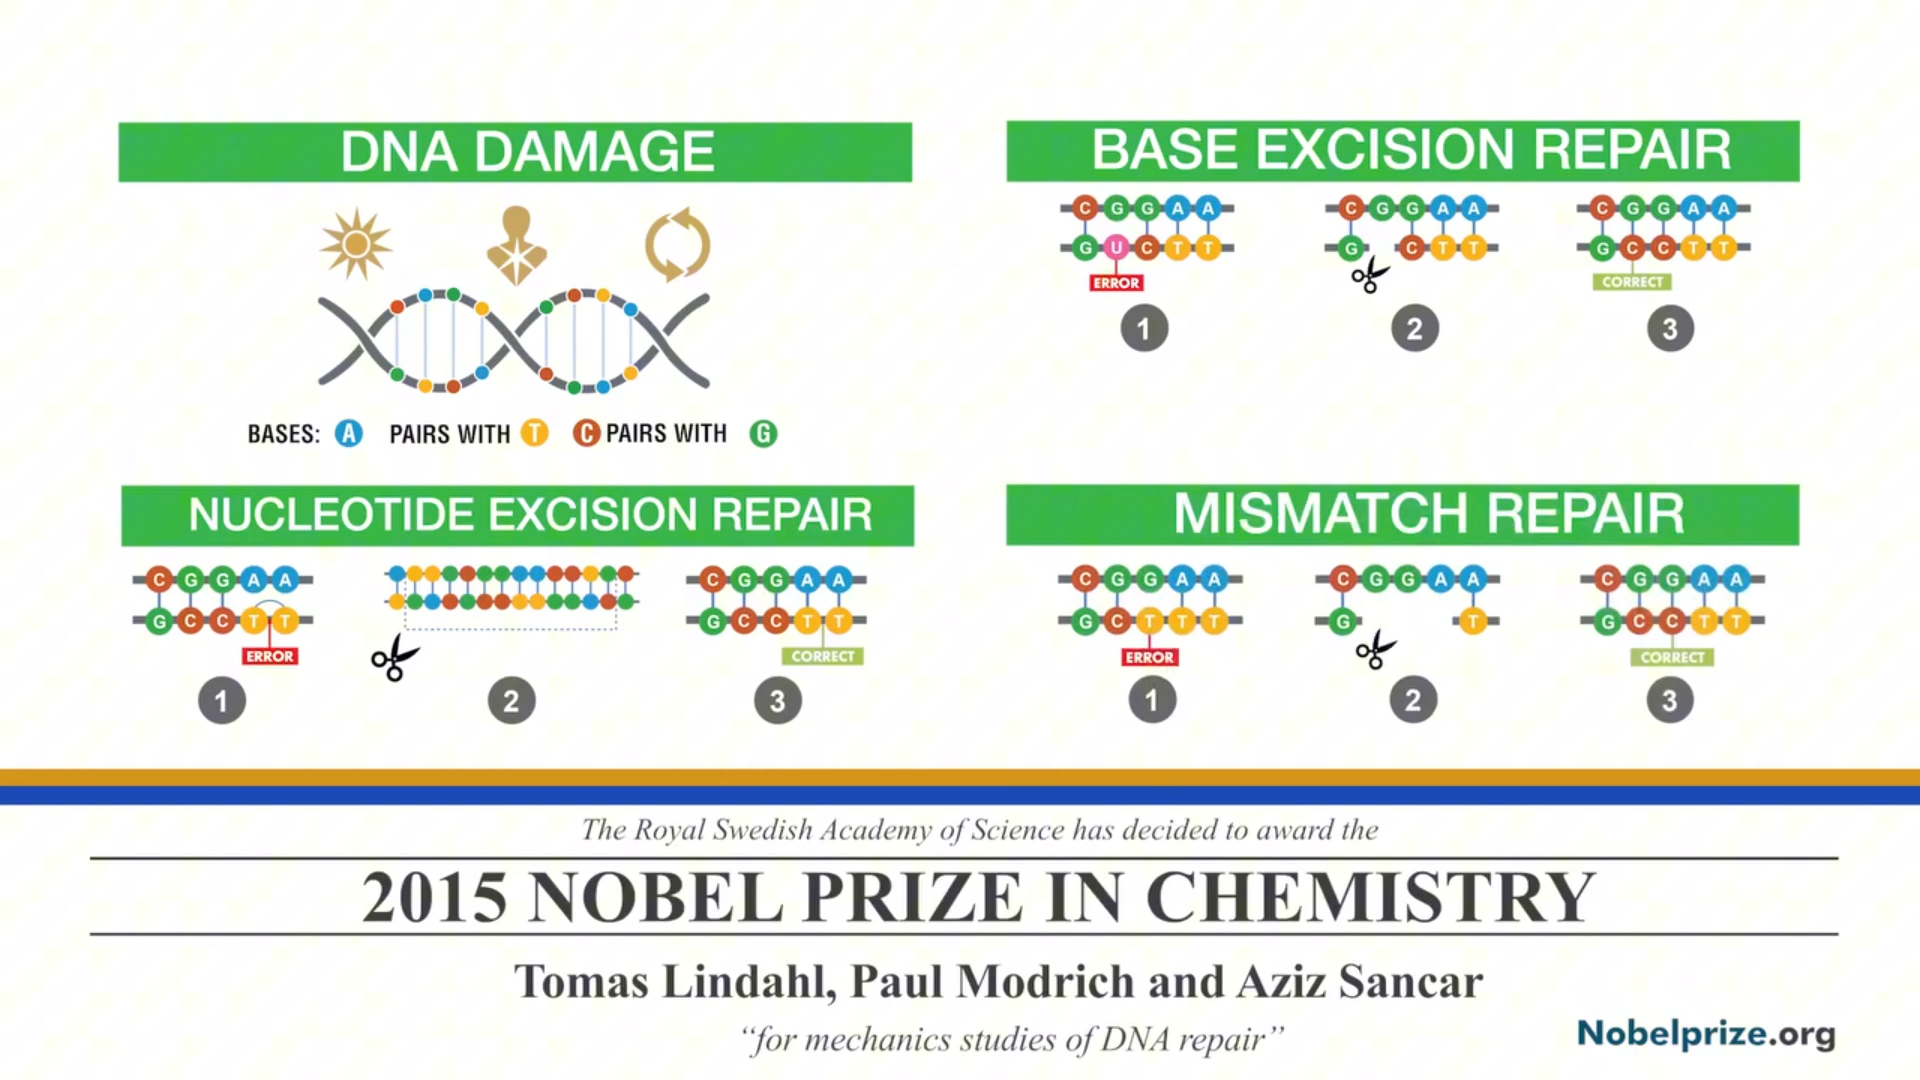 DNA DAMAGE
BASES: A PAIRS WITH T C PAIRS WITH G
BASE EXCISION REPAIR
C G G A A
G U C T T
ERROR
1
C G G A A
G C T T
2
C G G A A
G C C T T
CORRECT
3
NUCLEOTIDE EXCISION REPAIR
C G G A A
G C C T T
ERROR
1
2
C G G A A
G C C T T
CORRECT
3
MISMATCH REPAIR
C G G A A
G C T T T
ERROR
1
C G G A A
G T
2
C G G A A
G C C T T
CORRECT
3
The Royal Swedish Academy of Science has decided to award the
2015 NOBEL PRIZE IN CHEMISTRY
Tomas Lindahl, Paul Modrich and Aziz Sancar
“for mechanics studies of DNA repair”
Nobelprize.org